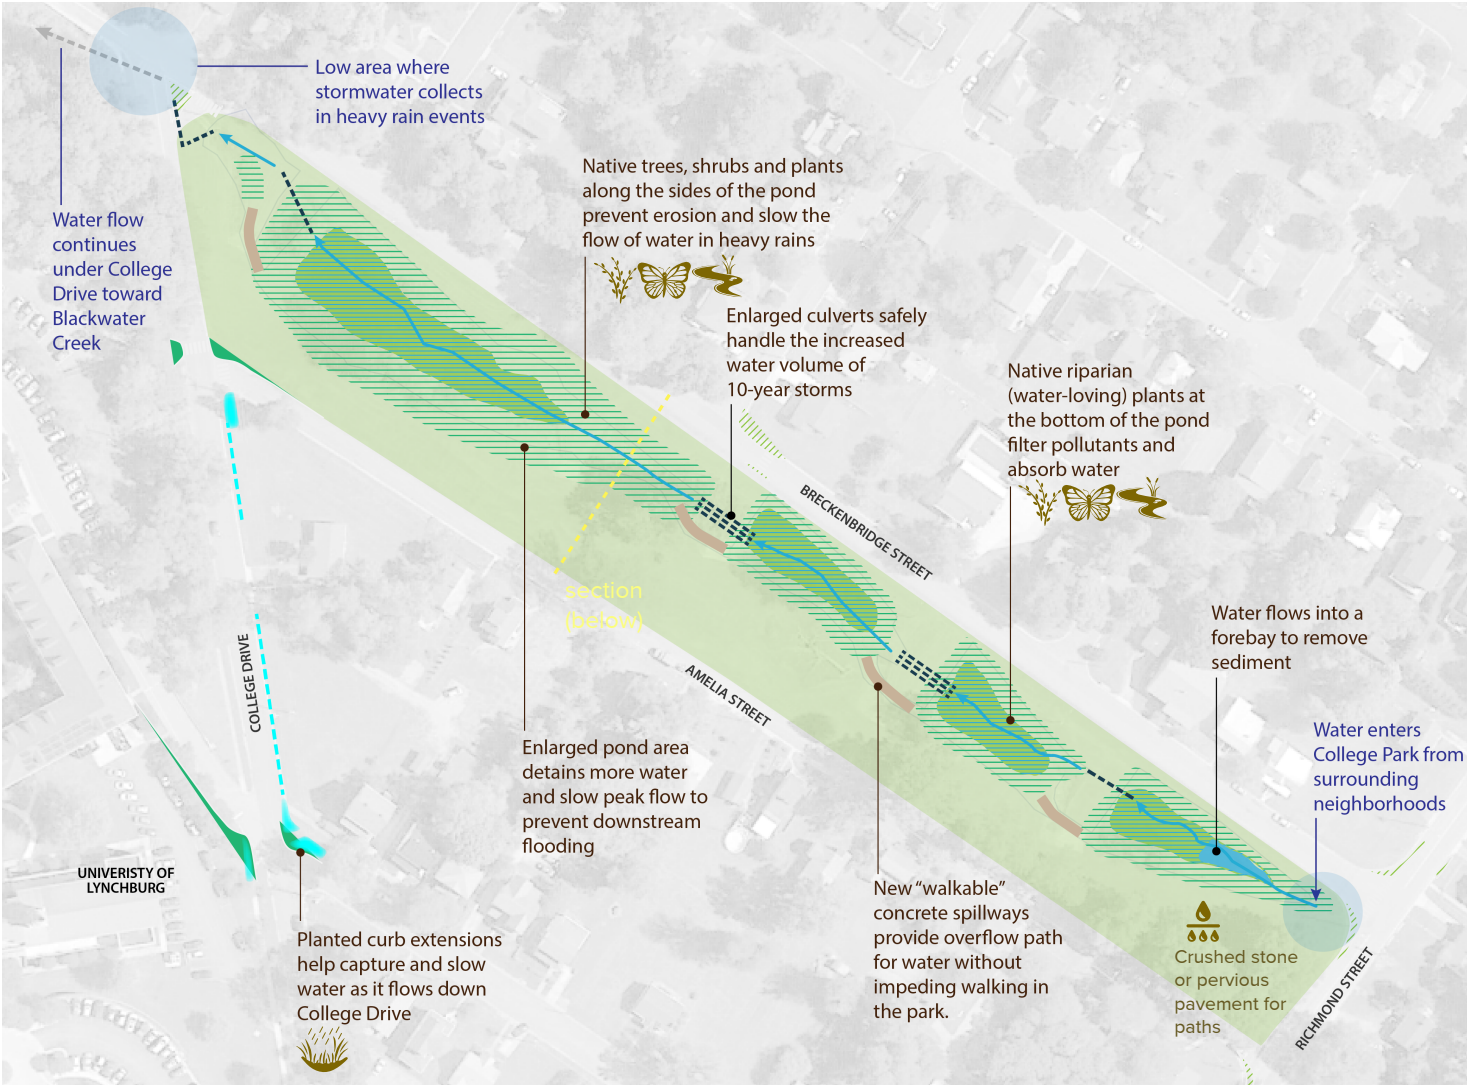 Low area where
stormwater collects
in heavy rain events
Water flow
continues
under College
Drive toward
Blackwater
Creek
Native trees, shrubs and plants
along the sides of the pond
prevent erosion and slow the
flow of water in heavy rains
Enlarged culverts safely
handle the increased
water volume of
10-year storms
Native riparian
(water-loving) plants at
the bottom of the pond
filter pollutants and
absorb water
BRECKENBRIDGE STREET
section
(below)
Water flows into a
forebay to remove
sediment
COLLEGE DRIVE
AMELIA STREET
Water enters
College Park from
surrounding
neighborhoods
Enlarged pond area
detains more water
and slow peak flow to
prevent downstream
flooding
UNIVERISTY OF
LYNCHBURG
New “walkable”
concrete spillways
provide overflow path
for water without
impeding walking in
the park.
Planted curb extensions
help capture and slow
water as it flows down
College Drive
Crushed stone
or pervious
pavement for
paths
RICHMOND STREET